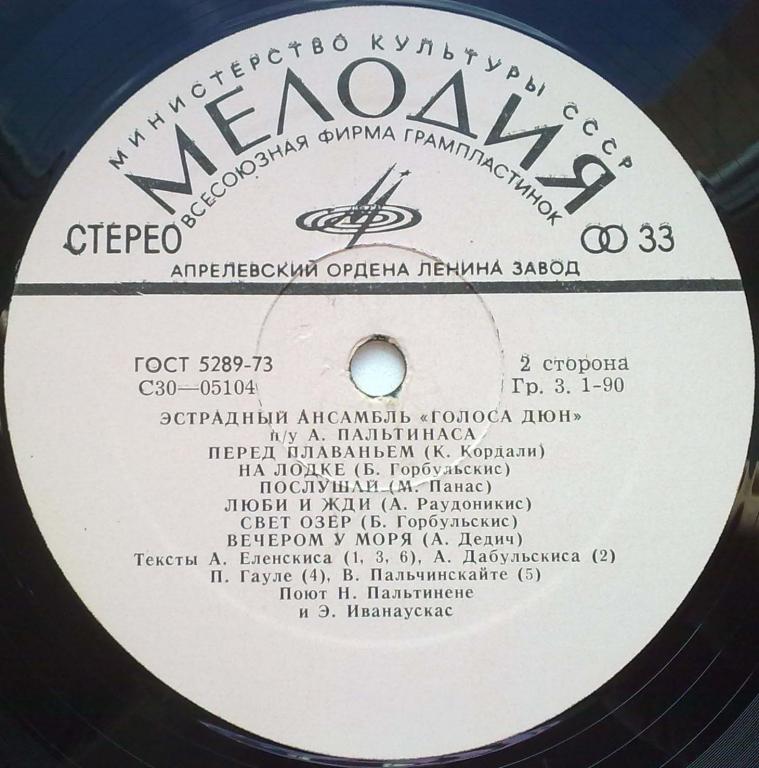 МИНИСТЕРСТВО КУЛЬТУРЫ СССР
МЕЛОДИЯ
ВСЕСОЮЗНАЯ ФИРМА ГРАМПЛАСТИНОК
СТЕРЕО 33
АПРЕЛЕВСКИЙ ОРДЕНА ЛЕНИНА ЗАВОД
ГОСТ 5289-73 2 сторона
С30—05104 Гр. 3. 1-90
ЭСТРАДНЫЙ АНСАМБЛЬ «ГОЛОСА ДЮН»
п/у А. ПАЛЬТИНАСА
ПЕРЕД ПЛАВАНЬЕМ (К. Кордали)
НА ЛОДКЕ (Б. Горбульскис)
ПОСЛУШАЙ (М. Панас)
ЛЮБИ И ЖДИ (А. Раудоникис)
СВЕТ ОЗЁР (Б. Горбульскис)
ВЕЧЕРОМ У МОРЯ (А. Дедич)
Тексты А. Еленскиса (1, 3, 6), А. Дабульскиса (2)
П. Гауле (4), В. Пальчинскайте (5)
Поют Н. Пальтинене
и Э. Иванаускас